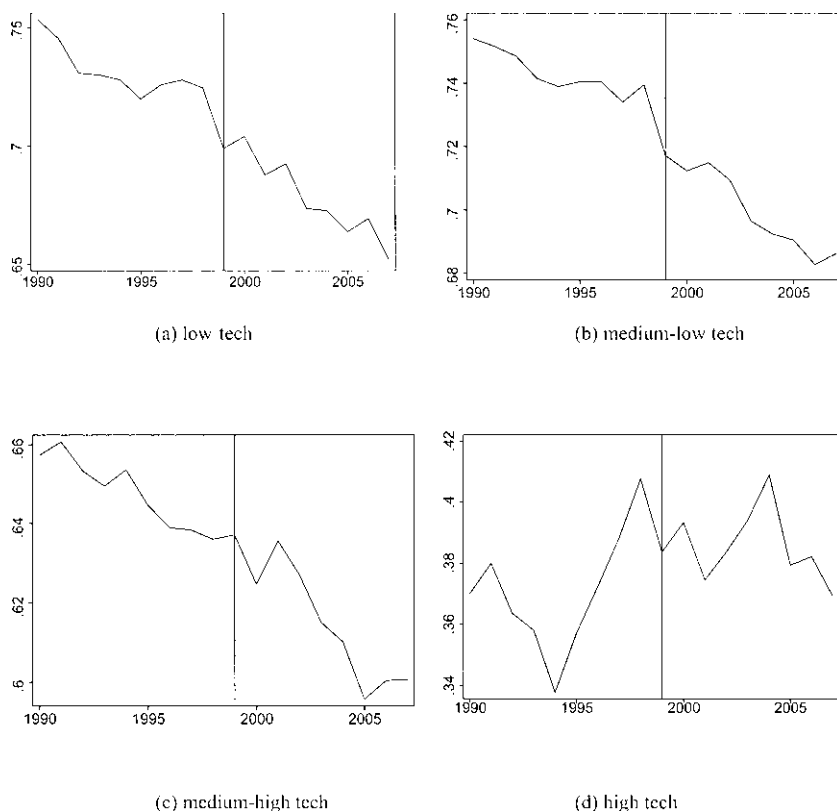 .75
.7
.65
1990 1995 2000 2005
(a) low tech
.76
.74
.72
.7
.68
1990 1995 2000 2005
(b) medium-low tech
.66
.64
.62
.6
1990 1995 2000 2005
(c) medium-high tech
.42
.4
.38
.36
.34
1990 1995 2000 2005
(d) high tech